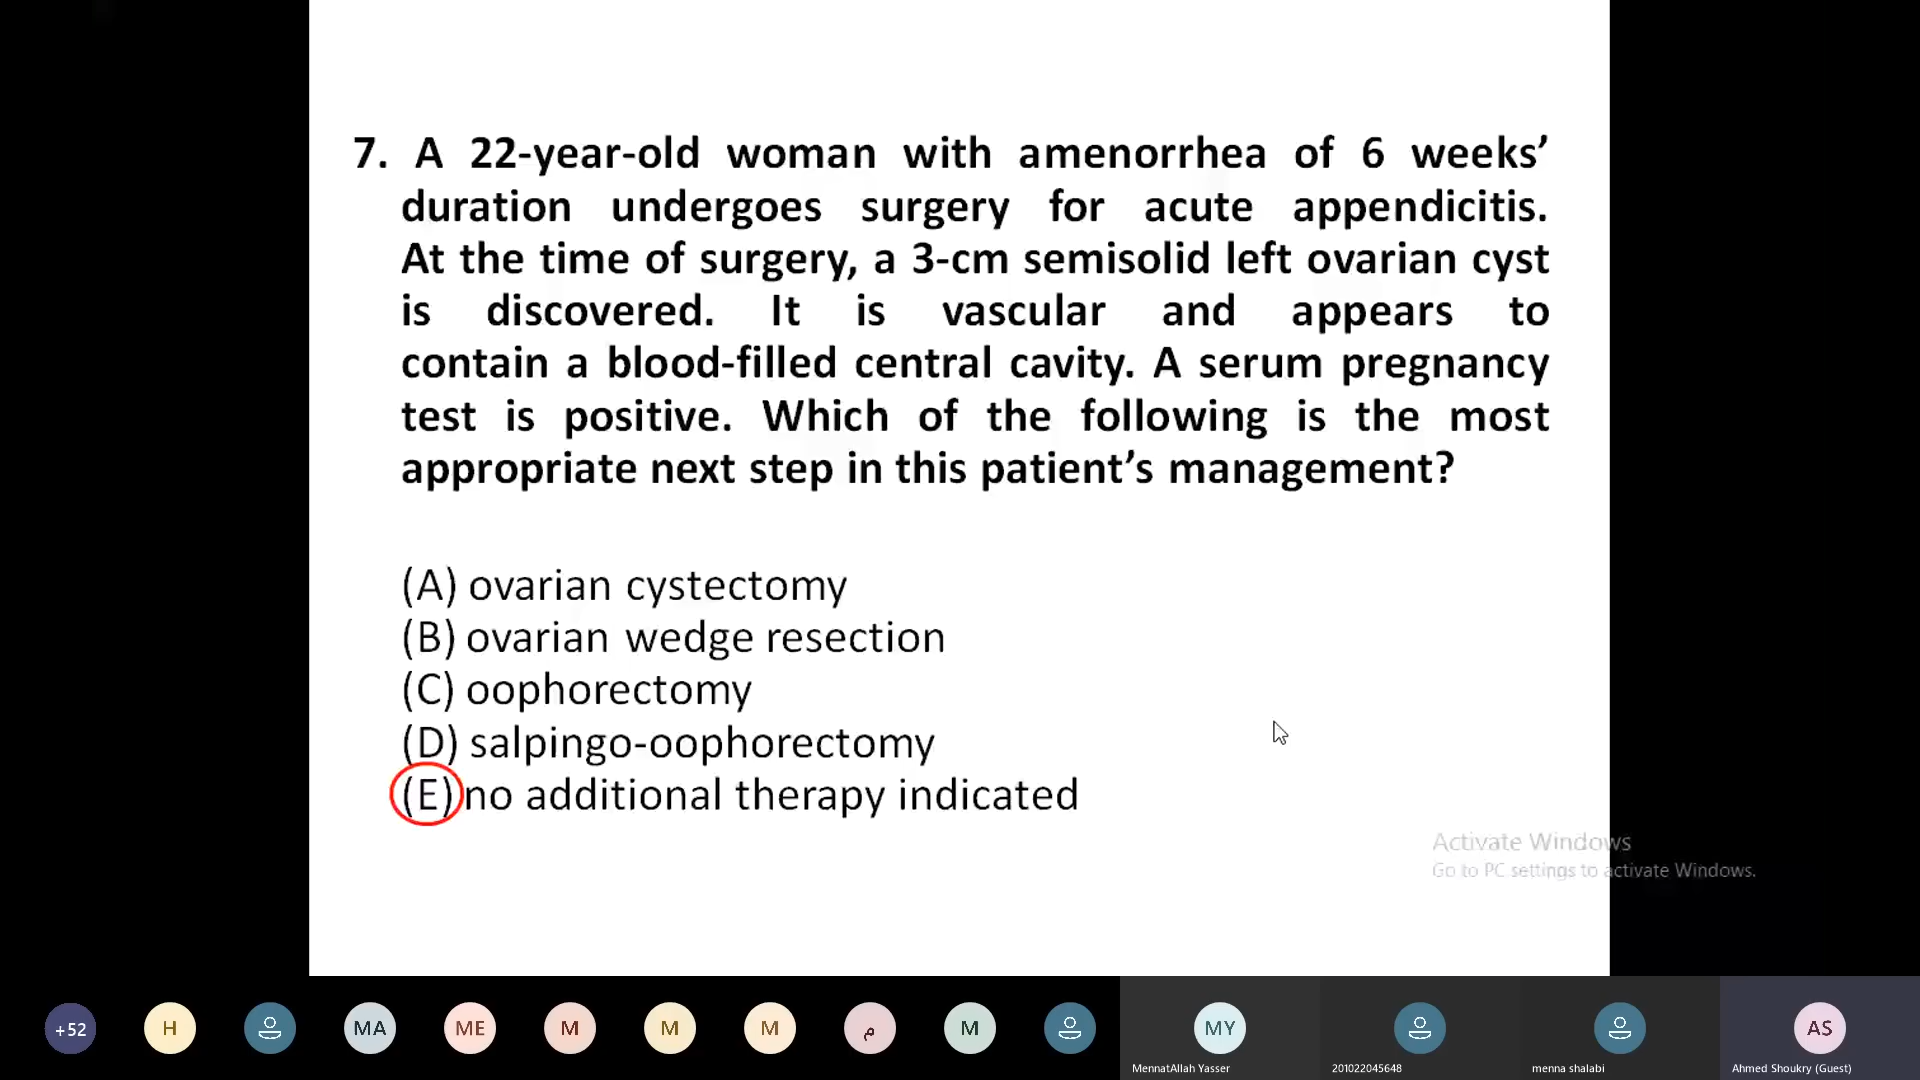 7. A 22-year-old woman with amenorrhea of 6 weeks’
duration undergoes surgery for acute appendicitis.
At the time of surgery, a 3-cm semisolid left ovarian cyst
is discovered. It is vascular and appears to
contain a blood-filled central cavity. A serum pregnancy
test is positive. Which of the following is the most
appropriate next step in this patient’s management?
(A) ovarian cystectomy
(B) ovarian wedge resection
(C) oophorectomy
(D) salpingo-oophorectomy
(E) no additional therapy indicated
Activate Windows
Go to PC settings to activate Windows.
+52 H MA ME M M M م M MY AS
MennatAllah Yasser 201022045648 menna shalabi Ahmed Shoukry (Guest)